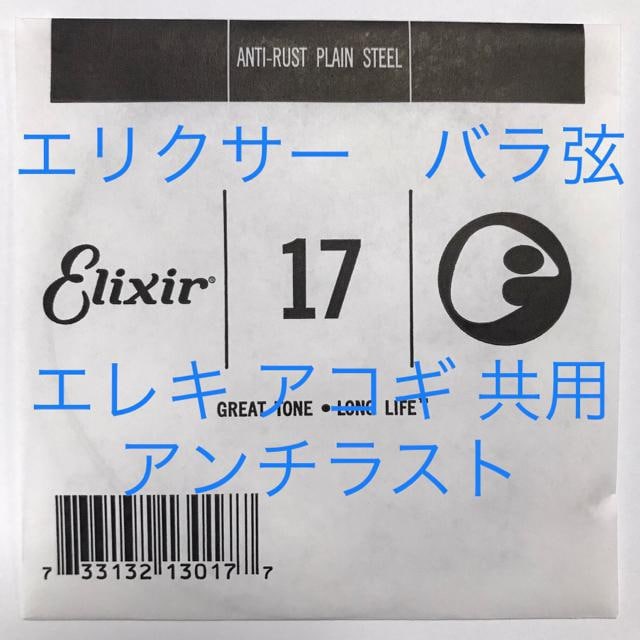 ANTI-RUST PLAIN STEEL
エリクサー　バラ弦
Elixir®
17
エレキ アコギ 共用
GREAT TONE • LONG LIFE™
アンチラスト
7 33132 13017 7